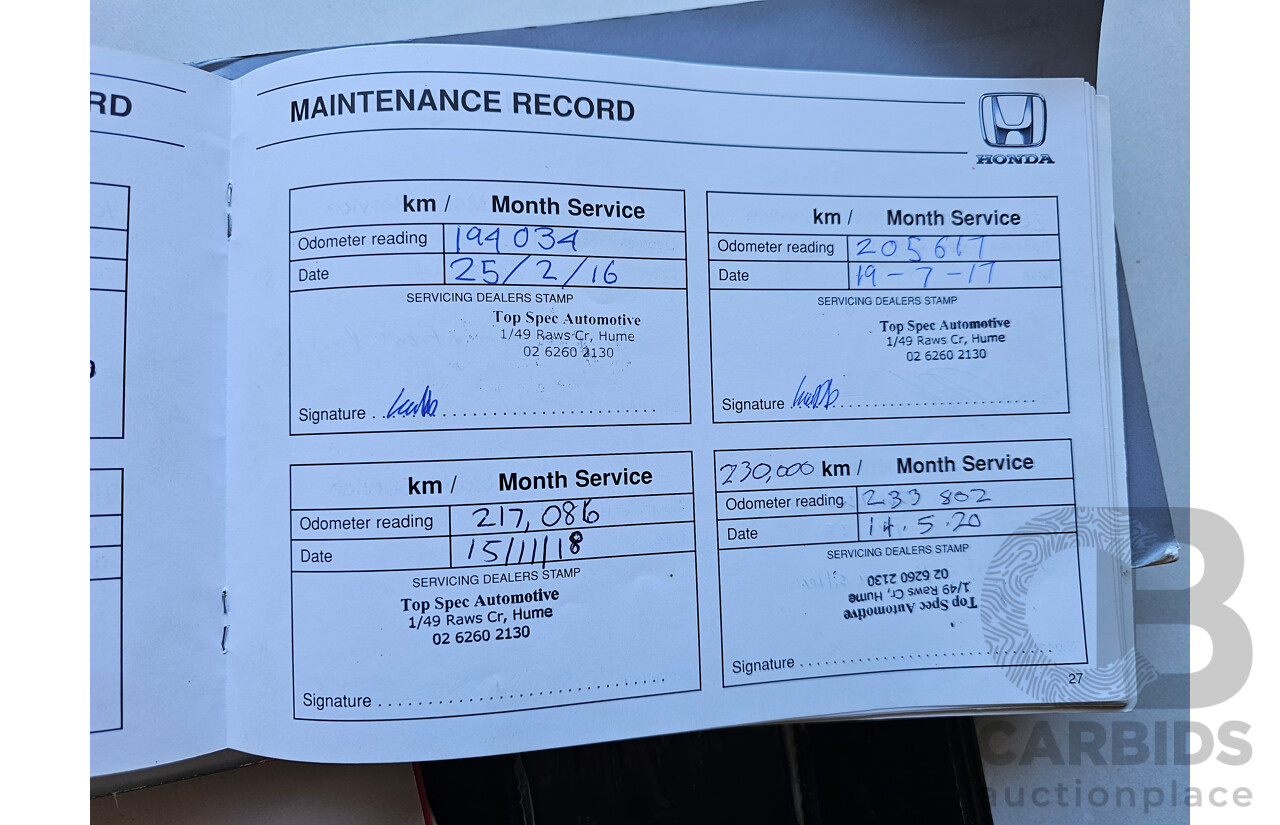 RD
MAINTENANCE RECORD
HONDA
km / Month Service
Odometer reading 194 034
Date 25/2/16
SERVICING DEALERS STAMP
Top Spec Automotive
1/49 Raws Cr, Hume
02 6260 2130
Signature
km / Month Service
Odometer reading 205617
Date 19-7-17
SERVICING DEALERS STAMP
Top Spec Automotive
1/49 Raws Cr, Hume
02 6260 2130
Signature
km / Month Service
Odometer reading 217,086
Date 15/11/18
SERVICING DEALERS STAMP
Top Spec Automotive
1/49 Raws Cr, Hume
02 6260 2130
Signature
230,000 km / Month Service
Odometer reading 233 802
Date 14.5.20
SERVICING DEALERS STAMP
Top Spec Automotive
1/49 Raws Cr, Hume
02 6260 2130
Signature
27
CARBIDS
auctionplace